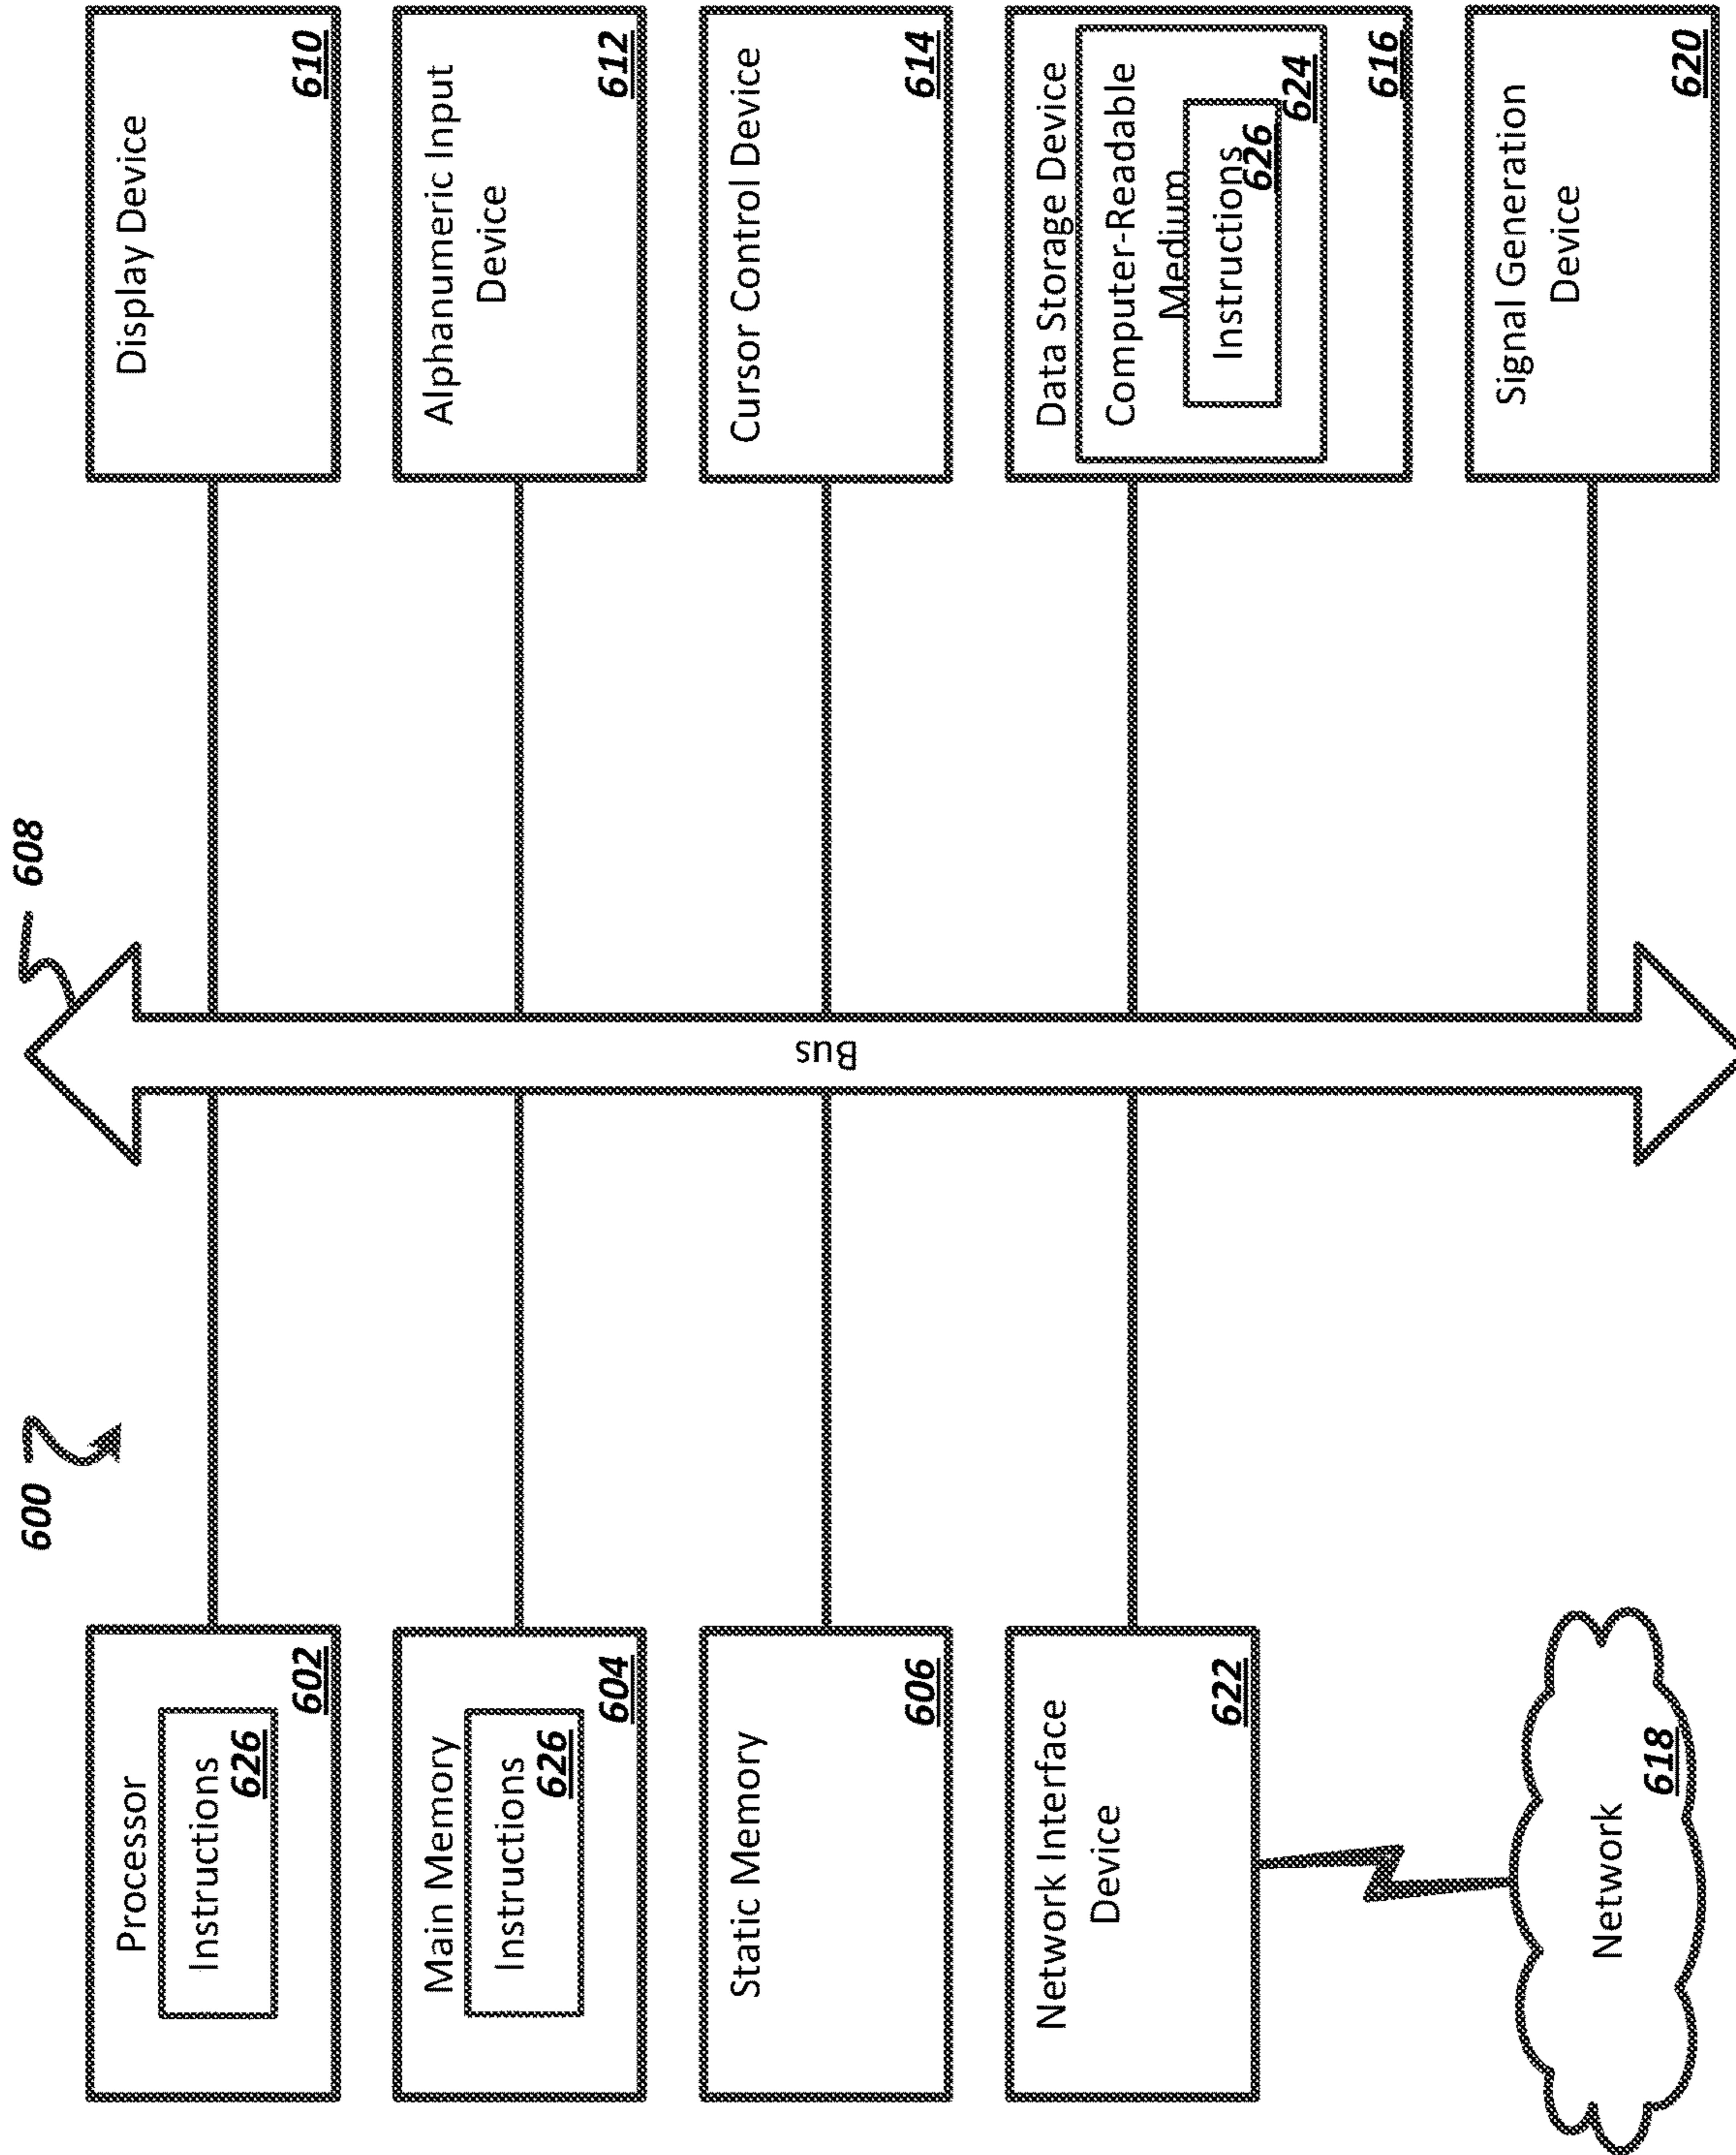 600
608
Processor
Instructions
626
602
Main Memory
Instructions
626
604
Static Memory
606
Network Interface
Device
622
Network
618
Bus
Display Device
610
Alphanumeric Input
Device
612
Cursor Control Device
614
Data Storage Device
Computer-Readable
Medium
Instructions
626
624
616
Signal Generation
Device
620